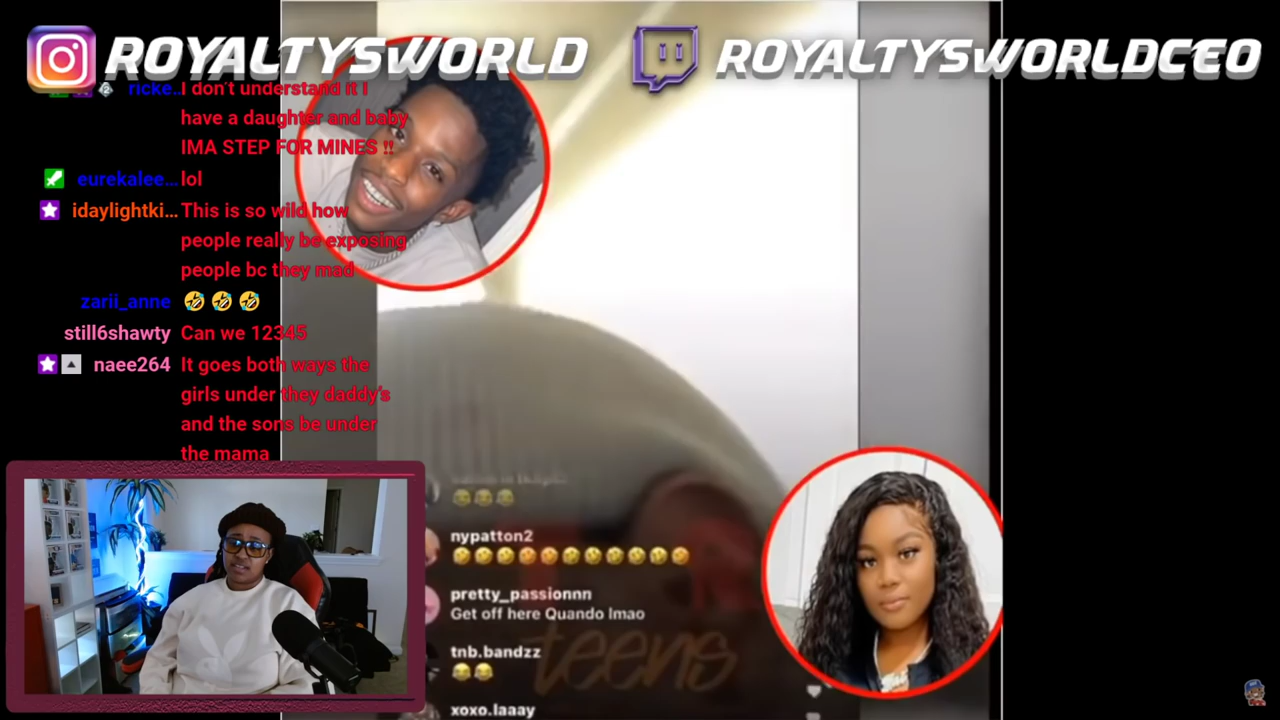 ROYALTYSWORLD
ROYALTYSWORLDCEO
ricke.. I don't understand it I
have a daughter and baby
IMA STEP FOR MINES !!
eurekalee... lol
idaylightki... This is so wild how
people really be exposing
people bc they mad
zarii_anne 🤣 🤣 🤣
still6shawty Can we 12345
naee264 It goes both ways the
girls under they daddy's
and the sons be under
the mama
😂😂😂
nypatton2
🤣🤣🤣🤣🤣🤣🤣🤣🤣🤣🤣
pretty_passionnn
Get off here Quando lmao
tnb.bandzz
😂😂
teens
xoxo.laaay